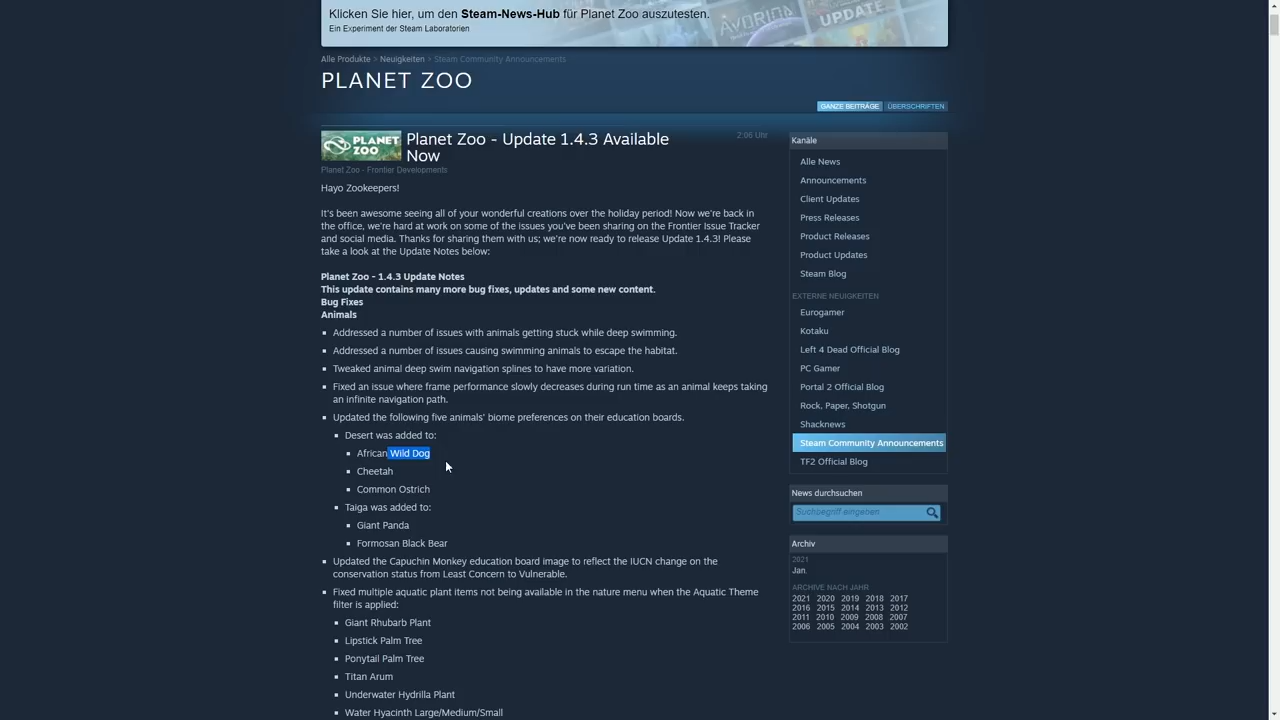 Klicken Sie hier, um den Steam-News-Hub für Planet Zoo auszutesten.
Ein Experiment der Steam Laboratorien
AVORION
UPDATE
Alle Produkte > Neuigkeiten > Steam Community Announcements
PLANET ZOO
GANZE BEITRÄGE
ÜBERSCHRIFTEN
PLANET ZOO
Planet Zoo - Update 1.4.3 Available
Now
2:06 Uhr
Planet Zoo - Frontier Developments
Hayo Zookeepers!
It's been awesome seeing all of your wonderful creations over the holiday period! Now we're back in
the office, we're hard at work on some of the issues you've been sharing on the Frontier Issue Tracker
and social media. Thanks for sharing them with us; we're now ready to release Update 1.4.3! Please
take a look at the Update Notes below:
Planet Zoo - 1.4.3 Update Notes
This update contains many more bug fixes, updates and some new content.
Bug Fixes
Animals
Addressed a number of issues with animals getting stuck while deep swimming.
Addressed a number of issues causing swimming animals to escape the habitat.
Tweaked animal deep swim navigation splines to have more variation.
Fixed an issue where frame performance slowly decreases during run time as an animal keeps taking
an infinite navigation path.
Updated the following five animals' biome preferences on their education boards.
Desert was added to:
African Wild Dog
Cheetah
Common Ostrich
Taiga was added to:
Giant Panda
Formosan Black Bear
Updated the Capuchin Monkey education board image to reflect the IUCN change on the
conservation status from Least Concern to Vulnerable.
Fixed multiple aquatic plant items not being available in the nature menu when the Aquatic Theme
filter is applied:
Giant Rhubarb Plant
Lipstick Palm Tree
Ponytail Palm Tree
Titan Arum
Underwater Hydrilla Plant
Water Hyacinth Large/Medium/Small
Kanäle
Alle News
Announcements
Client Updates
Press Releases
Product Releases
Product Updates
Steam Blog
EXTERNE NEUIGKEITEN
Eurogamer
Kotaku
Left 4 Dead Official Blog
PC Gamer
Portal 2 Official Blog
Rock, Paper, Shotgun
Shacknews
Steam Community Announcements
TF2 Official Blog
News durchsuchen
Suchbegriff eingeben
Archiv
2021
Jan.
ARCHIVE NACH JAHR
2021 2020 2019 2018 2017
2016 2015 2014 2013 2012
2011 2010 2009 2008 2007
2006 2005 2004 2003 2002